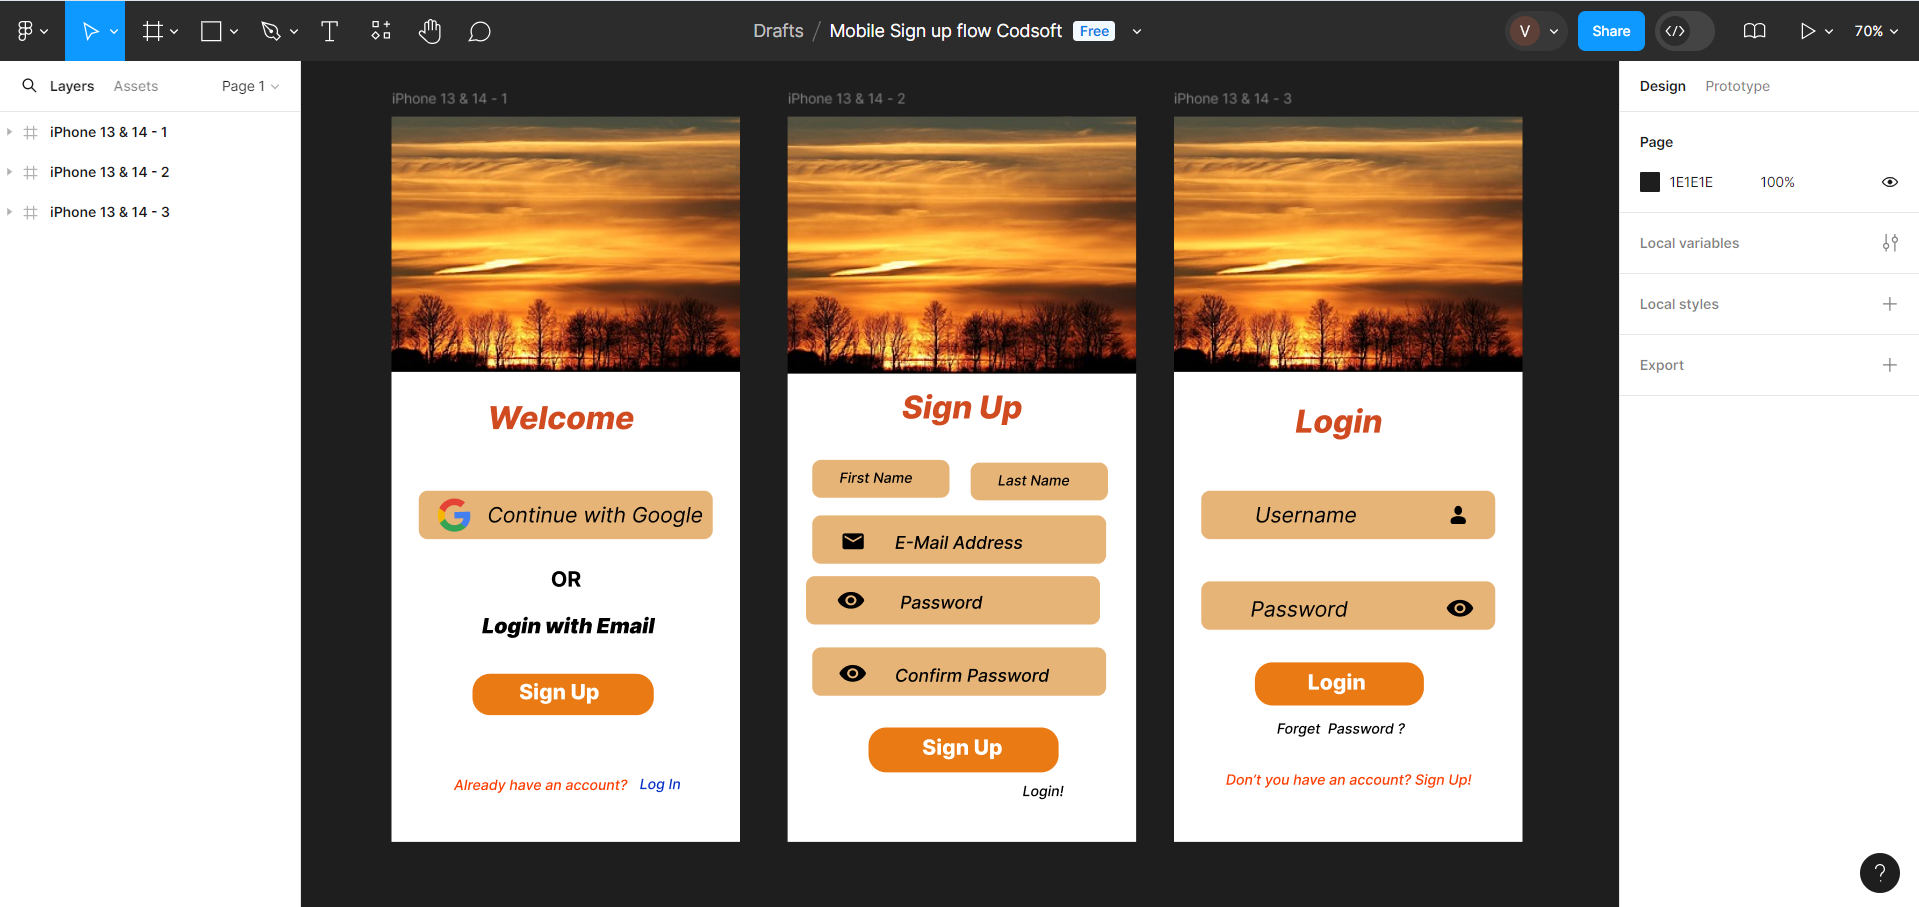 Drafts / Mobile Sign up flow Codsoft Free
V
Share
70%
Layers Assets Page 1
iPhone 13 & 14 - 1
iPhone 13 & 14 - 2
iPhone 13 & 14 - 3
iPhone 13 & 14 - 1
Welcome
Continue with Google
OR
Login with Email
Sign Up
Already have an account? Log In
iPhone 13 & 14 - 2
Sign Up
First Name
Last Name
E-Mail Address
Password
Confirm Password
Sign Up
Login!
iPhone 13 & 14 - 3
Login
Username
Password
Login
Forget Password ?
Don't you have an account? Sign Up!
Design Prototype
Page
1E1E1E 100%
Local variables
Local styles
Export
?